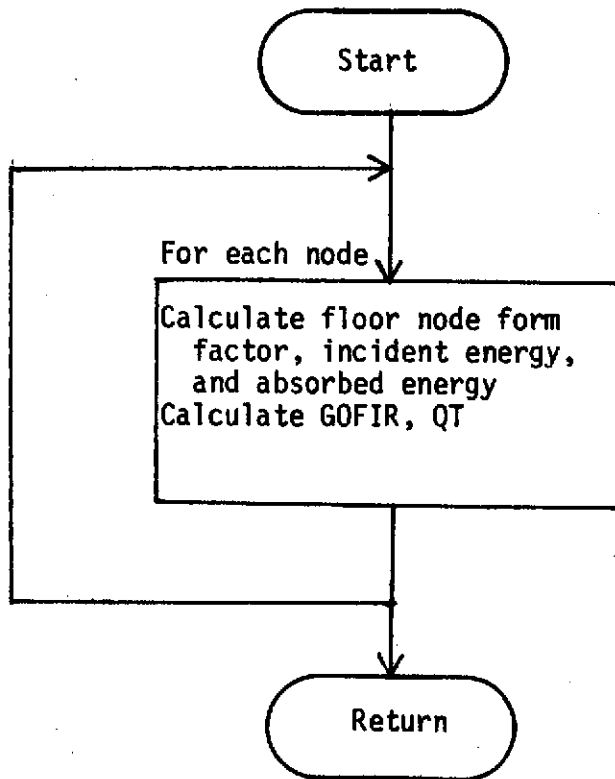 Start
For each node
Calculate floor node form
factor, incident energy,
and absorbed energy
Calculate GOFIR, QT
Return